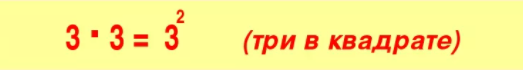 3 · 3 = 3² (три в квадрате)